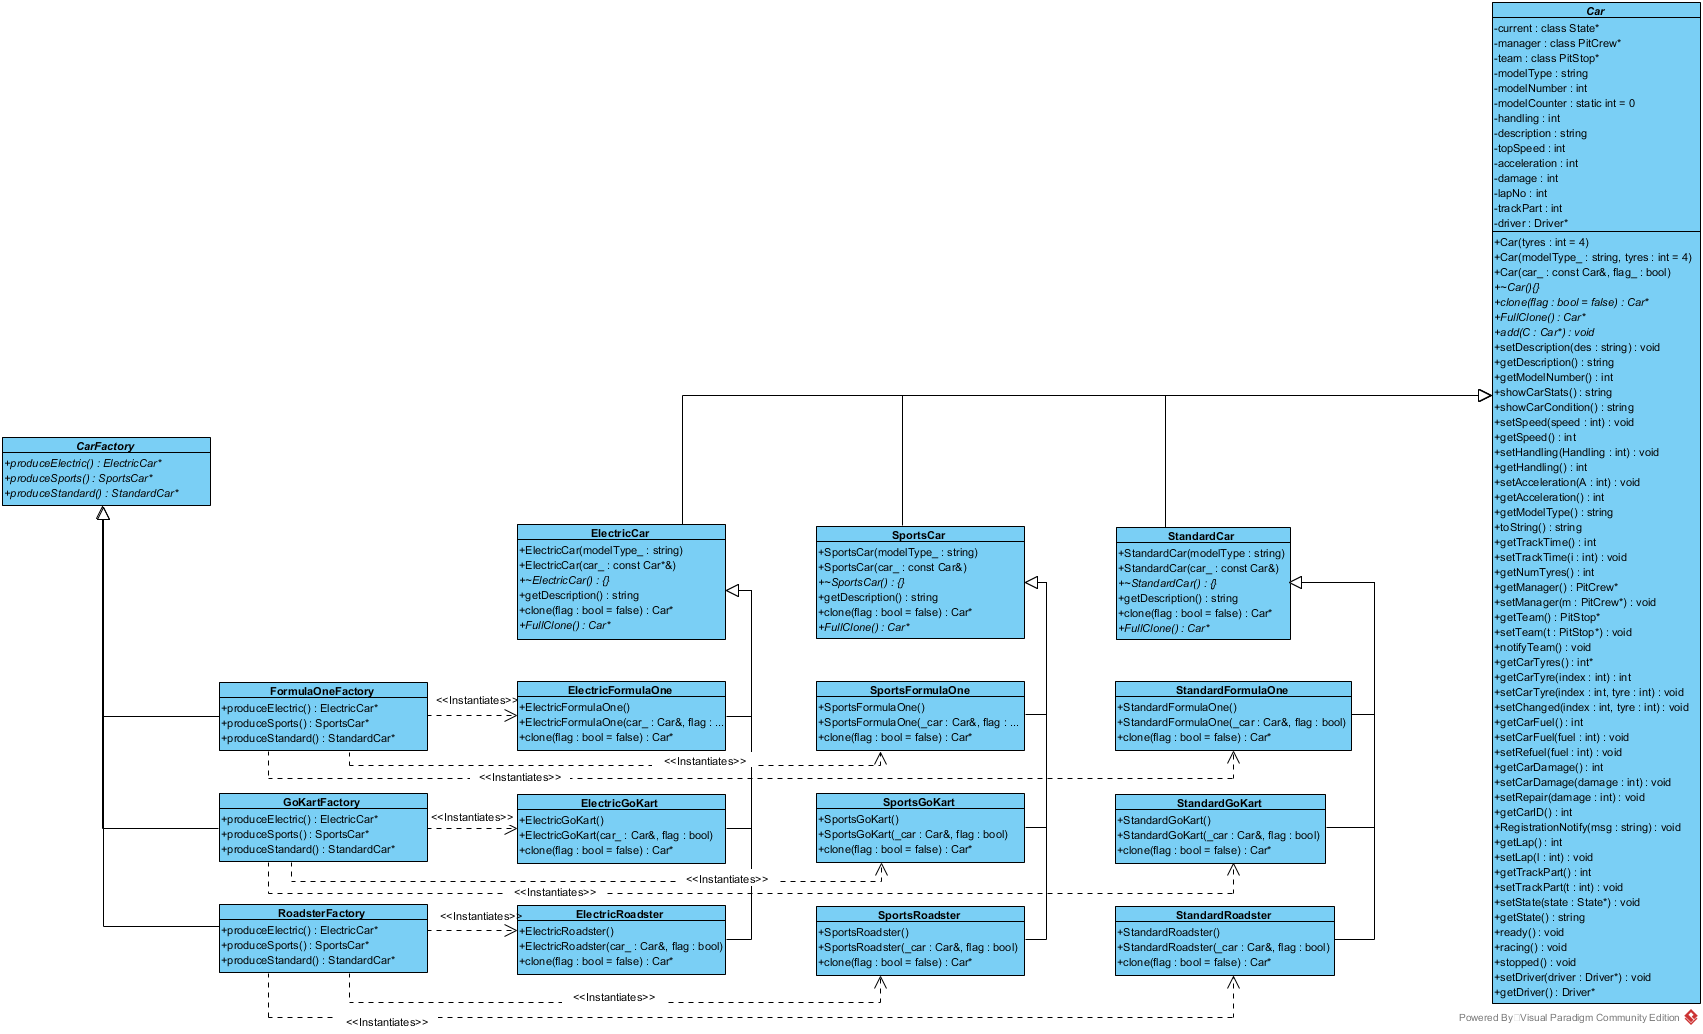 Car
-current : class State*
-manager : class PitCrew*
-team : class PitStop*
-modelType : string
-modelNumber : int
-modelCounter : static int = 0
-handling : int
-description : string
-topSpeed : int
-acceleration : int
-damage : int
-lapNo : int
-trackPart : int
-driver : Driver*
+Car(tyres : int = 4)
+Car(modelType_ : string, tyres : int = 4)
+Car(car_ : const Car&, flag_ : bool)
+~Car(){}
+clone(flag : bool = false) : Car*
+FullClone() : Car*
+add(C : Car*) : void
+setDescription(des : string) : void
+getDescription() : string
+getModelNumber() : int
+showCarStats() : string
+showCarCondition() : string
+setSpeed(speed : int) : void
+getSpeed() : int
+setHandling(Handling : int) : void
+getHandling() : int
+setAcceleration(A : int) : void
+getAcceleration() : int
+getModelType() : string
+toString() : string
+getTrackTime() : int
+setTrackTime(i : int) : void
+getNumTyres() : int
+getManager() : PitCrew*
+setManager(m : PitCrew*) : void
+getTeam() : PitStop*
+setTeam(t : PitStop*) : void
+notifyTeam() : void
+getCarTyres() : int*
+getCarTyre(index : int) : int
+setCarTyre(index : int, tyre : int) : void
+setChanged(index : int, tyre : int) : void
+getCarFuel() : int
+setCarFuel(fuel : int) : void
+setRefuel(fuel : int) : void
+getCarDamage() : int
+setCarDamage(damage : int) : void
+setRepair(damage : int) : void
+getCarID() : int
+RegistrationNotify(msg : string) : void
+getLap() : int
+setLap(l : int) : void
+getTrackPart() : int
+setTrackPart(t : int) : void
+setState(state : State*) : void
+getState() : string
+ready() : void
+racing() : void
+stopped() : void
+setDriver(driver : Driver*) : void
+getDriver() : Driver*
CarFactory
+produceElectric() : ElectricCar*
+produceSports() : SportsCar*
+produceStandard() : StandardCar*
ElectricCar
+ElectricCar(modelType_ : string)
+ElectricCar(car_ : const Car*&)
+~ElectricCar() : {}
+getDescription() : string
+clone(flag : bool = false) : Car*
+FullClone() : Car*
SportsCar
+SportsCar(modelType_ : string)
+SportsCar(car_ : const Car&)
+~SportsCar() : {}
+getDescription() : string
+clone(flag : bool = false) : Car*
+FullClone() : Car*
StandardCar
+StandardCar(modelType : string)
+StandardCar(car_ : const Car&)
+~StandardCar() : {}
+getDescription() : string
+clone(flag : bool = false) : Car*
+FullClone() : Car*
FormulaOneFactory
+produceElectric() : ElectricCar*
+produceSports() : SportsCar*
+produceStandard() : StandardCar*
<<Instantiates>>
ElectricFormulaOne
+ElectricFormulaOne()
+ElectricFormulaOne(car_ : Car&, flag : ...
+clone(flag : bool = false) : Car*
SportsFormulaOne
+SportsFormulaOne()
+SportsFormulaOne(_car : Car&, flag : ...
+clone(flag : bool = false) : Car*
StandardFormulaOne
+StandardFormulaOne()
+StandardFormulaOne(_car : Car&, flag : bool)
+clone(flag : bool = false) : Car*
<<Instantiates>>
<<Instantiates>>
GoKartFactory
+produceElectric() : ElectricCar*
+produceSports() : SportsCar*
+produceStandard() : StandardCar*
<<Instantiates>>
ElectricGoKart
+ElectricGoKart()
+ElectricGoKart(car_ : Car&, flag : bool)
+clone(flag : bool = false) : Car*
SportsGoKart
+SportsGoKart()
+SportsGoKart(_car : Car&, flag : bool)
+clone(flag : bool = false) : Car*
StandardGoKart
+StandardGoKart()
+StandardGoKart(_car : Car&, flag : bool)
+clone(flag : bool = false) : Car*
<<Instantiates>>
<<Instantiates>>
RoadsterFactory
+produceElectric() : ElectricCar*
+produceSports() : SportsCar*
+produceStandard() : StandardCar*
<<Instantiates>>
ElectricRoadster
+ElectricRoadster()
+ElectricRoadster(car_ : Car&, flag : bool)
+clone(flag : bool = false) : Car*
SportsRoadster
+SportsRoadster()
+SportsRoadster(_car : Car&, flag : bool)
+clone(flag : bool = false) : Car*
StandardRoadster
+StandardRoadster()
+StandardRoadster(_car : Car&, flag : bool)
+clone(flag : bool = false) : Car*
<<Instantiates>>
<<Instantiates>>
Powered By Visual Paradigm Community Edition